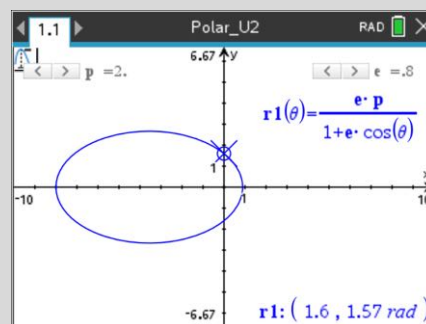 1.1 Polar_U2 RAD
6.67 y
p =2. e =.8
r1(θ)= e· p / 1+e· cos(θ)
1
x
-10 1 10
-6.67 r1: ( 1.6 , 1.57 rad )